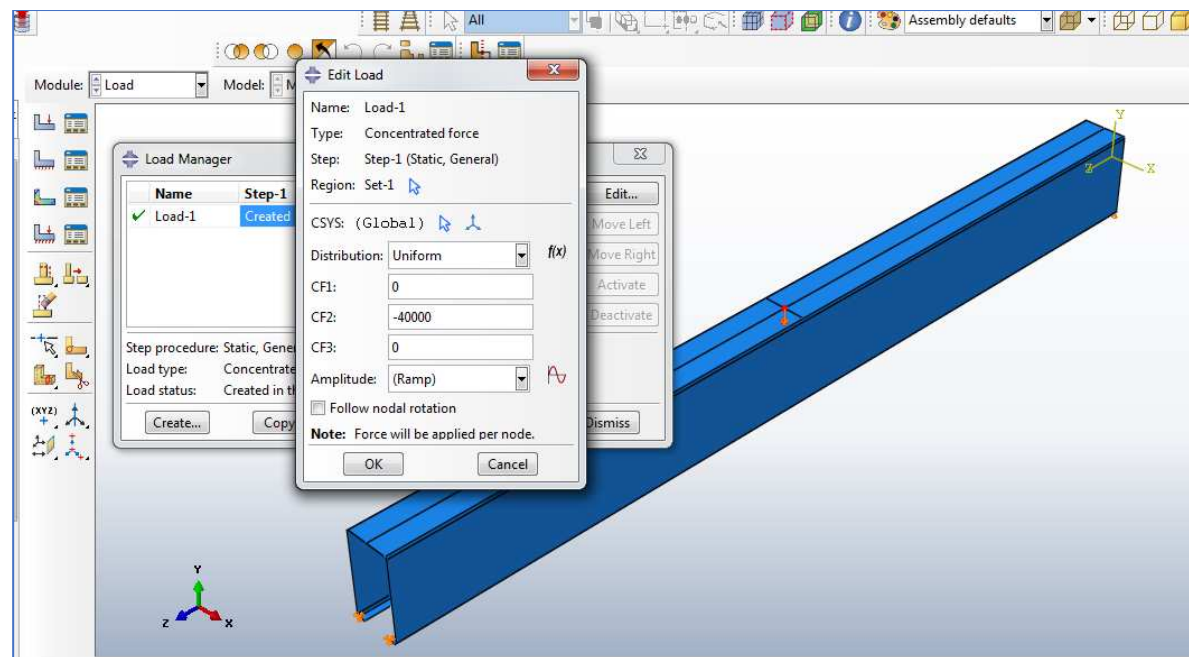 All
Assembly defaults
Module: Load Model: M
Edit Load
Name: Load-1
Type: Concentrated force
Step: Step-1 (Static, General)
Region: Set-1
CSYS: (Global)
Distribution: Uniform f(x)
CF1: 0
CF2: -40000
CF3: 0
Amplitude: (Ramp)
Follow nodal rotation
Note: Force will be applied per node.
OK Cancel
Load Manager
Name Step-1
Load-1 Created
Edit...
Move Left
Move Right
Activate
Deactivate
Step procedure: Static, Gene
Load type: Concentrate
Load status: Created in t
Create... Copy Dismiss
(XYZ)
Y
Z X
Y
Z X